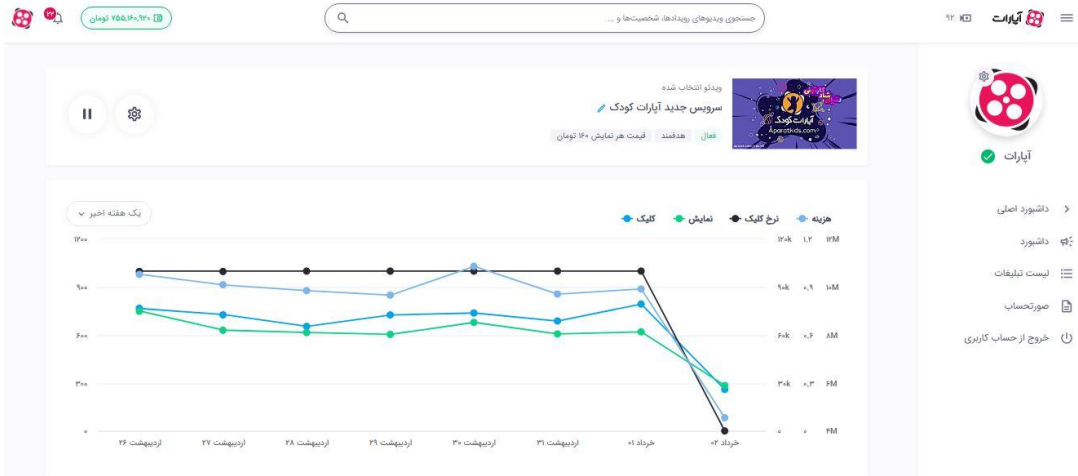 آپارات
۹۲
جستجوی ویدیوهای رویدادها، شخصیت‌ها و ...
۷۵۵,۱۶۰,۹۲۰ تومان
۲۲
آپارات
داشبورد اصلی
داشبورد
لیست تبلیغات
صورتحساب
خروج از حساب کاربری
ویدئو انتخاب شده
سرویس جدید آپارات کودک
فعال
هدفمند
قیمت هر نمایش ۱۶۰ تومان
آپارات کودک
Aparatkids.com
یک هفته اخیر
هزینه
نرخ کلیک
نمایش
کلیک
۱۲M
۱.۲
۱۲۰k
۱۲۰۰
۱۰M
۰.۹
۹۰k
۹۰۰
۸M
۰.۶
۶۰k
۶۰۰
۶M
۰.۳
۳۰k
۳۰۰
۴M
۰
۰
۰
اردیبهشت ۲۶
اردیبهشت ۲۷
اردیبهشت ۲۸
اردیبهشت ۲۹
اردیبهشت ۳۰
اردیبهشت ۳۱
خرداد ۰۱
خرداد ۰۲